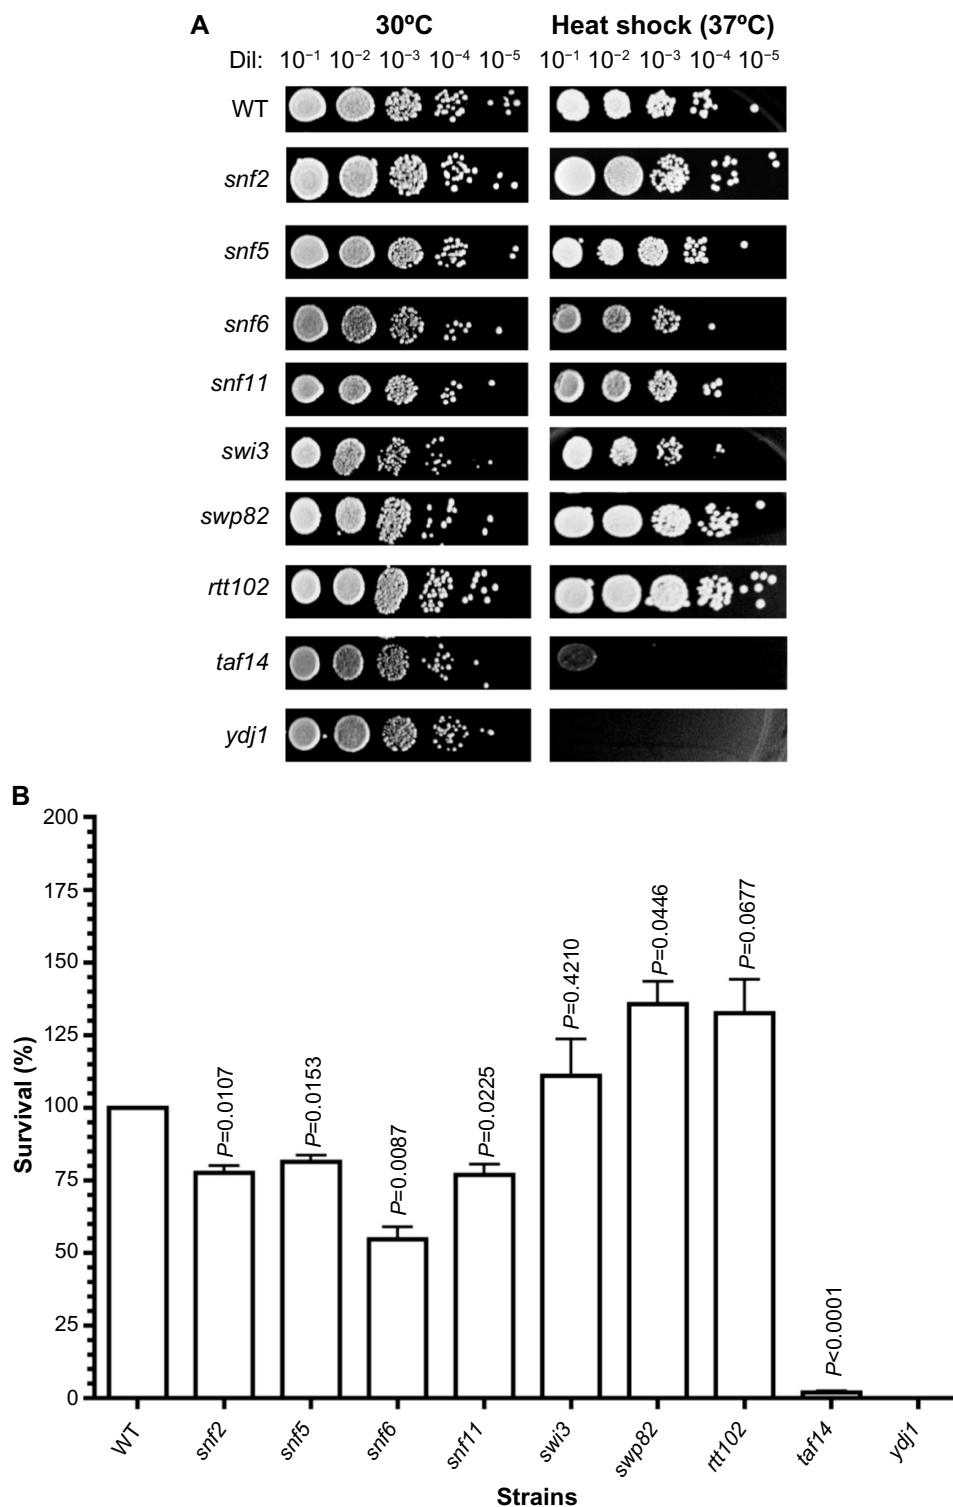 A 30ºC Heat shock (37ºC)
Dil: 10−1 10−2 10−3 10−4 10−5 10−1 10−2 10−3 10−4 10−5
WT
snf2
snf5
snf6
snf11
swi3
swp82
rtt102
taf14
ydj1
B
200
175
150
125
100
75
50
25
0
Survival (%)
P=0.0107
P=0.0153
P=0.0087
P=0.0225
P=0.4210
P=0.0446
P=0.0677
P<0.0001
WT snf2 snf5 snf6 snf11 swi3 swp82 rtt102 taf14 ydj1
Strains